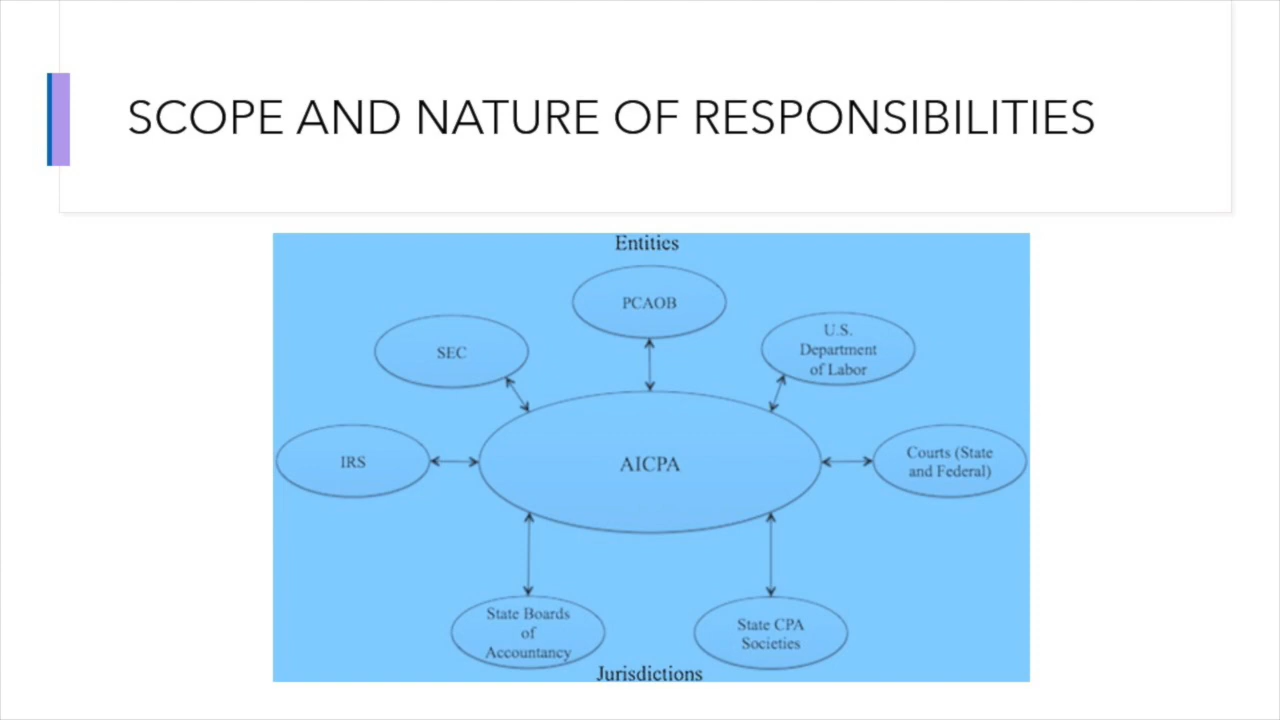 SCOPE AND NATURE OF RESPONSIBILITIES
Entities
PCAOB
SEC
U.S.
Department
of Labor
IRS
AICPA
Courts (State
and Federal)
State Boards
of
Accountancy
State CPA
Societies
Jurisdictions